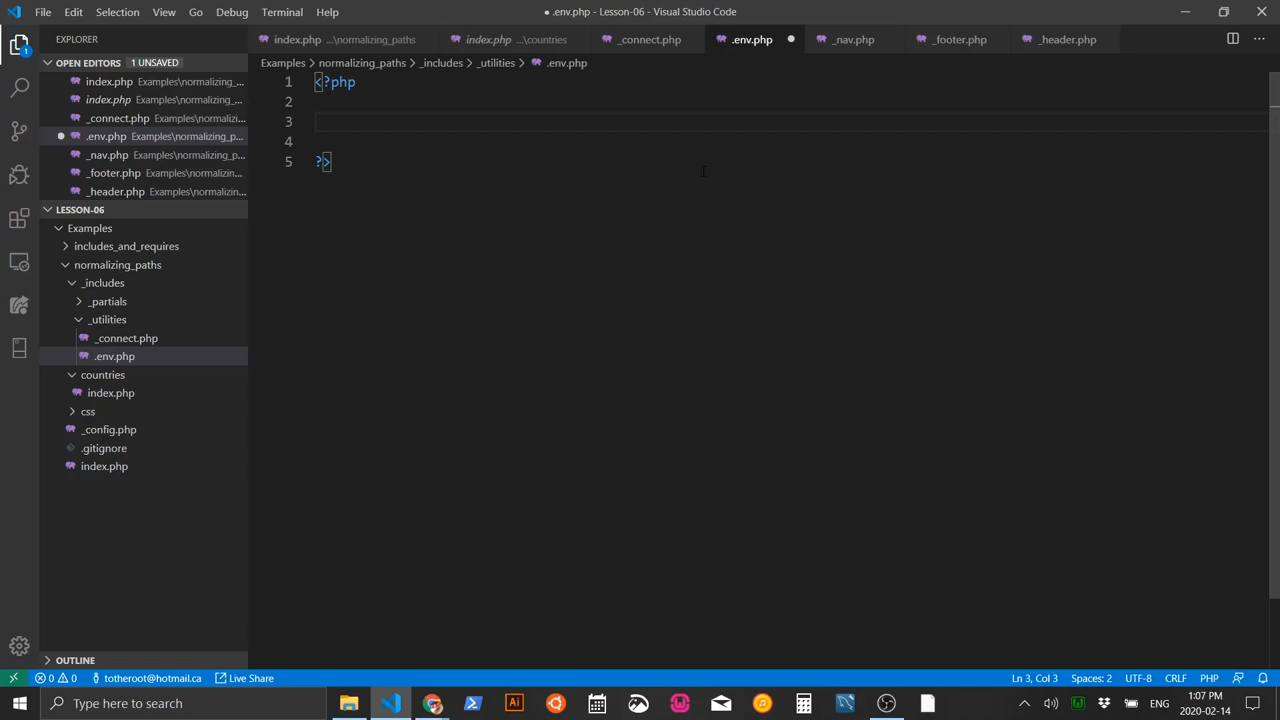 File Edit Selection View Go Debug Terminal Help
● .env.php - Lesson-06 - Visual Studio Code
EXPLORER
index.php ...\normalizing_paths
index.php ...\countries
_connect.php
.env.php
_nav.php
_footer.php
_header.php
OPEN EDITORS 1 UNSAVED
Examples > normalizing_paths > _includes > _utilities > .env.php
index.php Examples\normalizing_...
index.php Examples\normalizing_...
_connect.php Examples\normalizi...
.env.php Examples\normalizing_p...
_nav.php Examples\normalizing_p...
_footer.php Examples\normalizin...
_header.php Examples\normalizin...
1 <?php
2
3
4
5 ?>
LESSON-06
Examples
includes_and_requires
normalizing_paths
_includes
_partials
_utilities
_connect.php
.env.php
countries
index.php
css
_config.php
.gitignore
index.php
OUTLINE
1
0 0 totheroot@hotmail.ca Live Share
Ln 3, Col 3 Spaces: 2 UTF-8 CRLF PHP
Type here to search
Ai
ENG
1:07 PM
2020-02-14